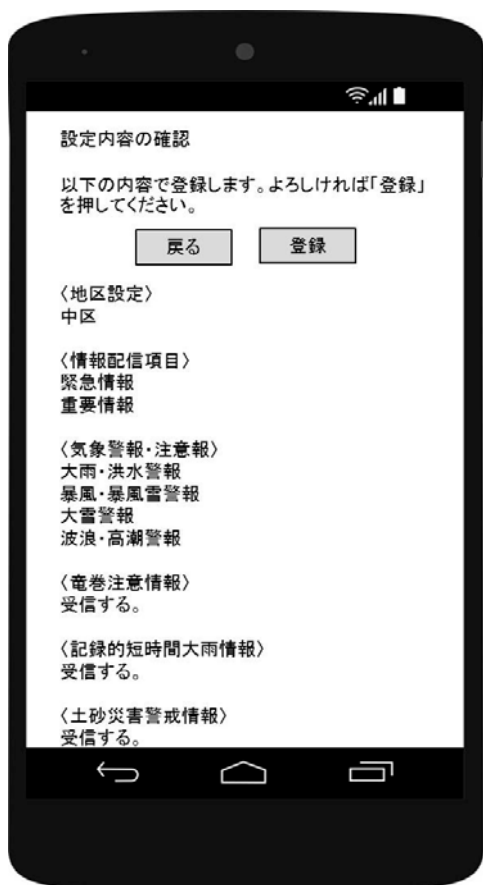 設定内容の確認
以下の内容で登録します。よろしければ「登録」
を押してください。
戻る
登録
〈地区設定〉
中区
〈情報配信項目〉
緊急情報
重要情報
〈気象警報・注意報〉
大雨・洪水警報
暴風・暴風雪警報
大雪警報
波浪・高潮警報
〈竜巻注意情報〉
受信する。
〈記録的短時間大雨情報〉
受信する。
〈土砂災害警戒情報〉
受信する。